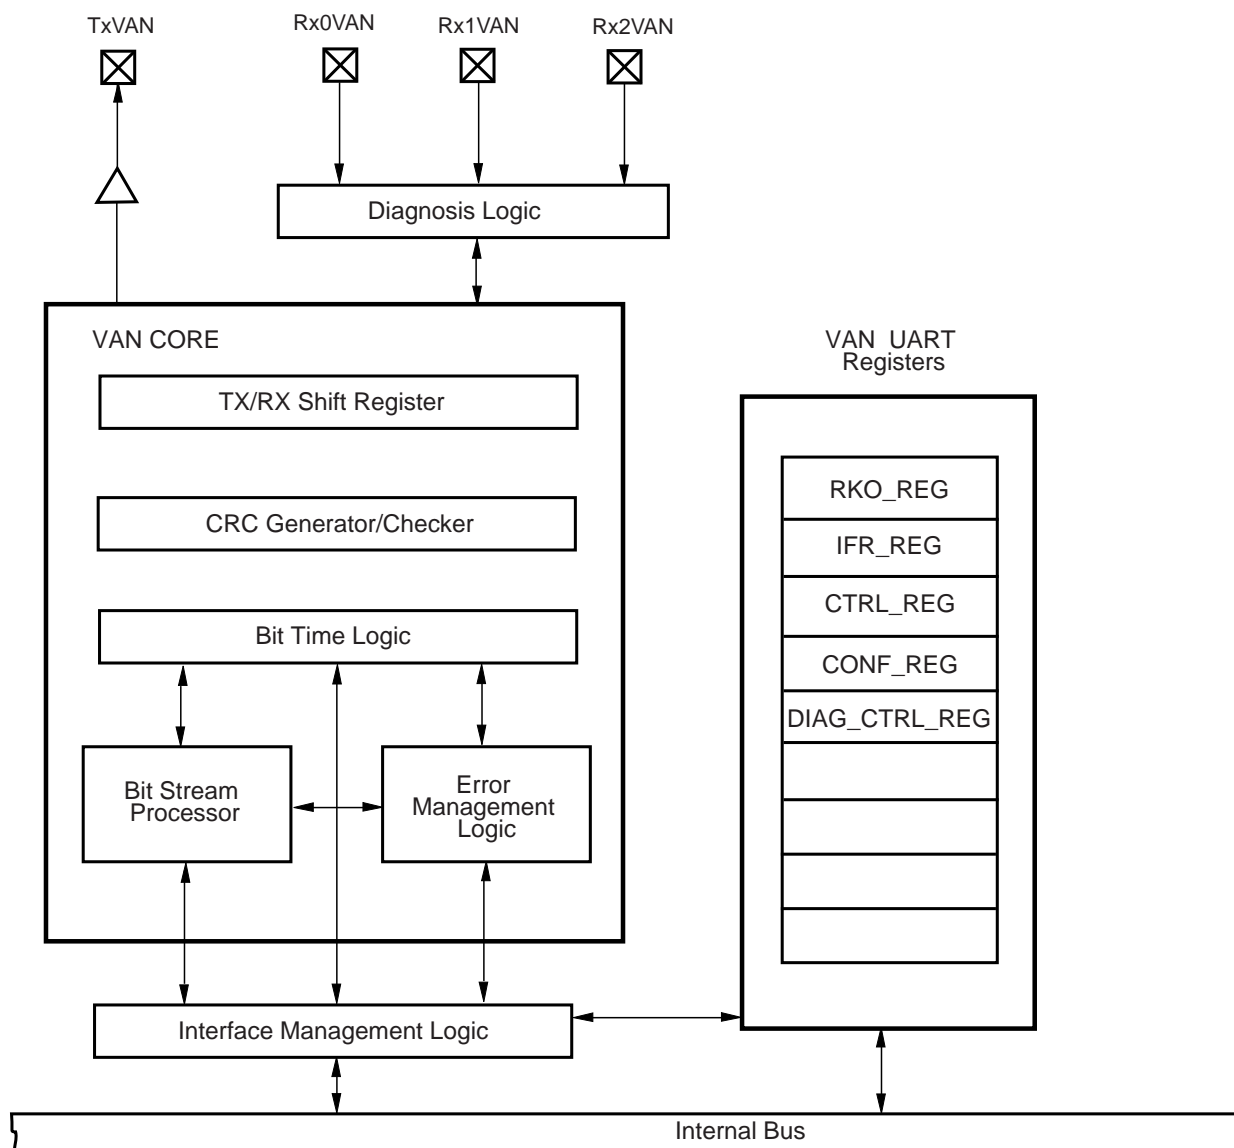 TxVAN
Rx0VAN
Rx1VAN
Rx2VAN
Diagnosis Logic
VAN CORE
TX/RX Shift Register
CRC Generator/Checker
Bit Time Logic
Bit Stream
Processor
Error
Management
Logic
Interface Management Logic
VAN UART
Registers
RKO_REG
IFR_REG
CTRL_REG
CONF_REG
DIAG_CTRL_REG
Internal Bus